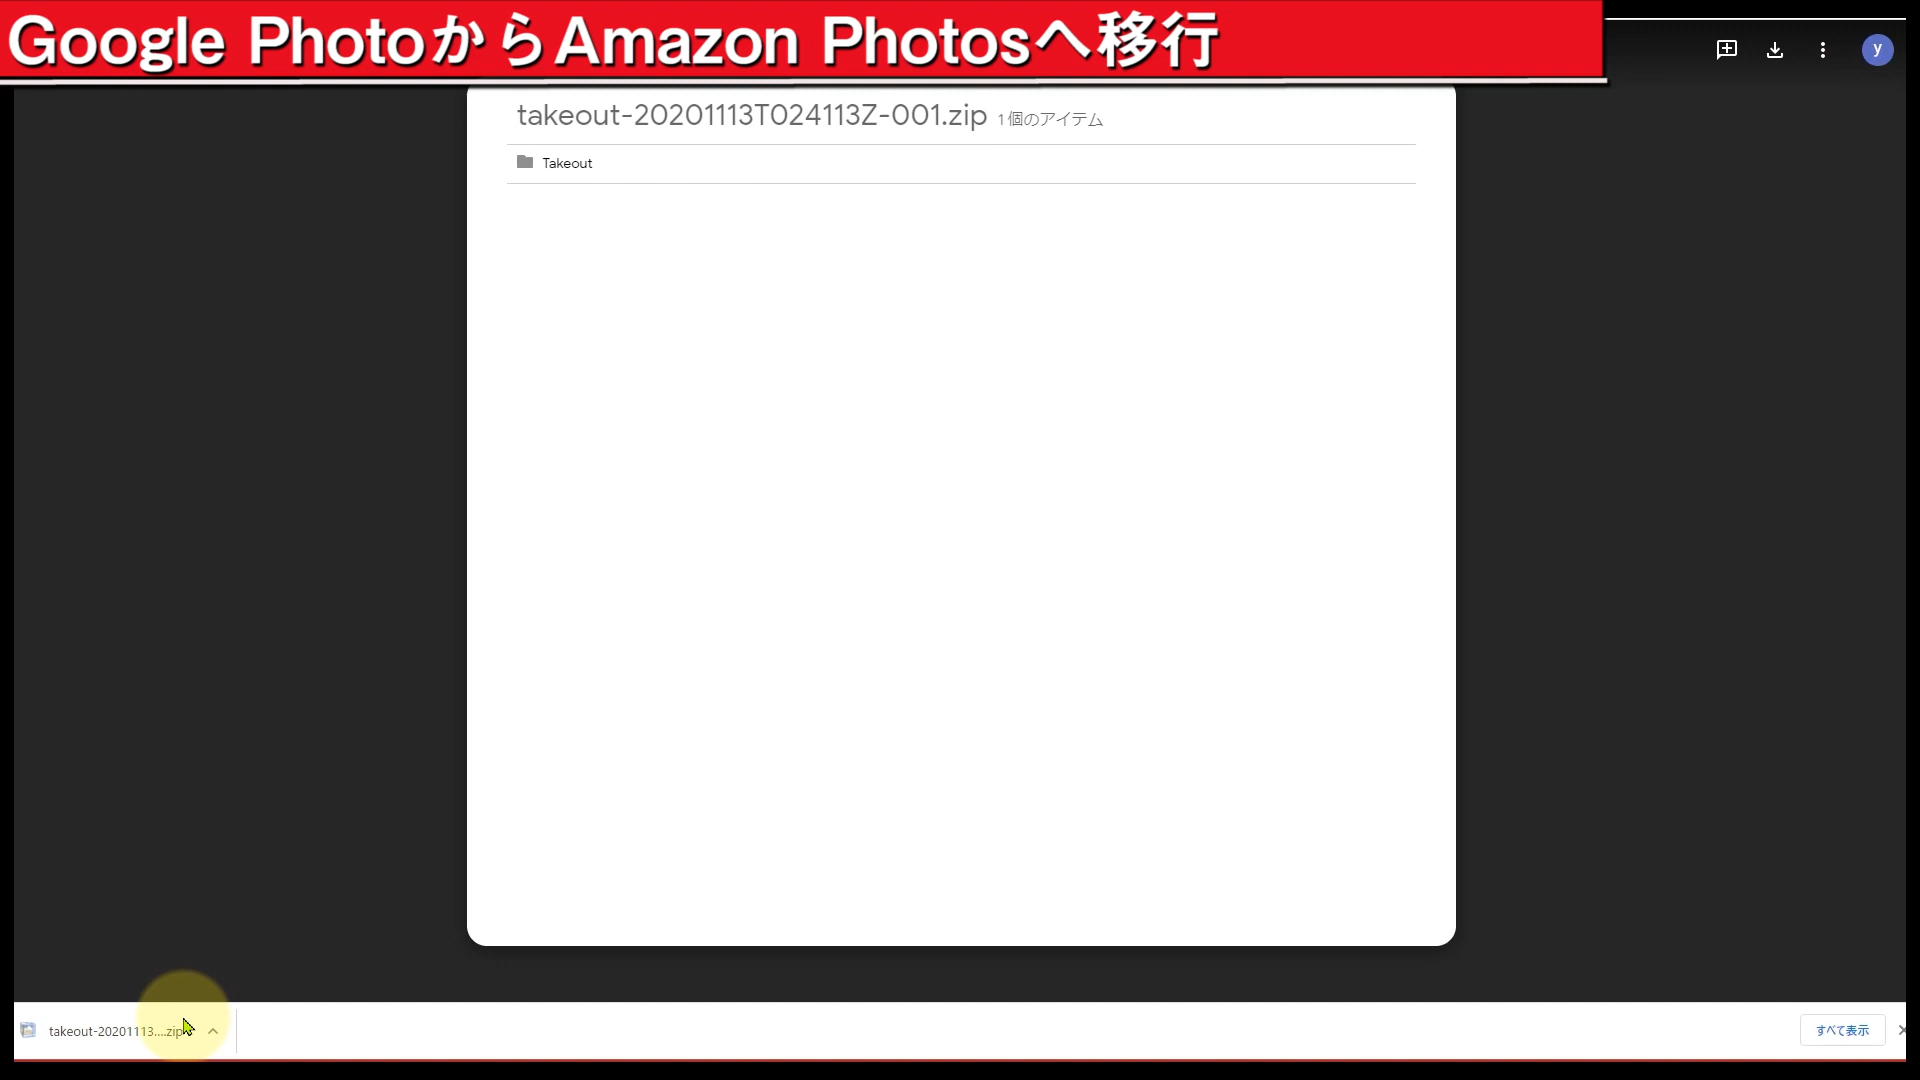 Google PhotoからAmazon Photosへ移行
y
takeout-20201113T024113Z-001.zip 1個のアイテム
Takeout
takeout-20201113....zip
すべて表示